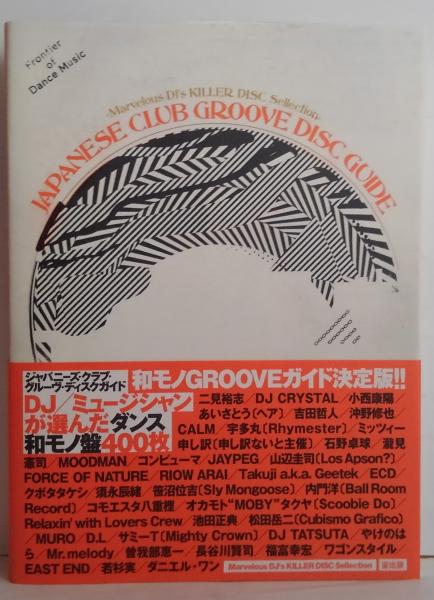 Frontier
of
Dance Music
<Marvelous DJ's KILLER DISC Sellection>
JAPANESE CLUB GROOVE DISC GUIDE
ジャパニーズ・クラブ・
グルーヴ・ディスクガイド
和モノGROOVEガイド決定版!!
DJ/ミュージシャン
が選んだダンス
和モノ盤400枚
二見裕志/DJ CRYSTAL/小西康陽/
あいさとう[ヘア]/吉田哲人/沖野修也/
CALM/宇多丸[Rhymester]/ミッツィー
申し訳[申し訳ないと主催]/石野卓球/瀧見
憲司/MOODMAN/コンピューマ/JAYPEG/山辺圭司[Los Apson?]/
FORCE OF NATURE/RIOW ARAI/Takuji a.k.a. Geetek/ECD/
クボタタケシ/須永辰緒/笹沼位吉[Sly Mongoose]/内門洋[Ball Room
Record]/コモエスタ八重樫/オカモト"MOBY"タクヤ[Scoobie Do]/
Relaxin' with Lovers Crew/池田正典/松田岳二[Cubismo Grafico]
/MURO/D.L/サミーT[Mighty Crown]/DJ TATSUTA/やけのは
ら/Mr.melody/曽我部恵一/長谷川賢司/福富幸宏/ワゴンスタイル
EAST END/若杉実/ダニエル・ワン
Marvelous DJ's KILLER DISC Sellection